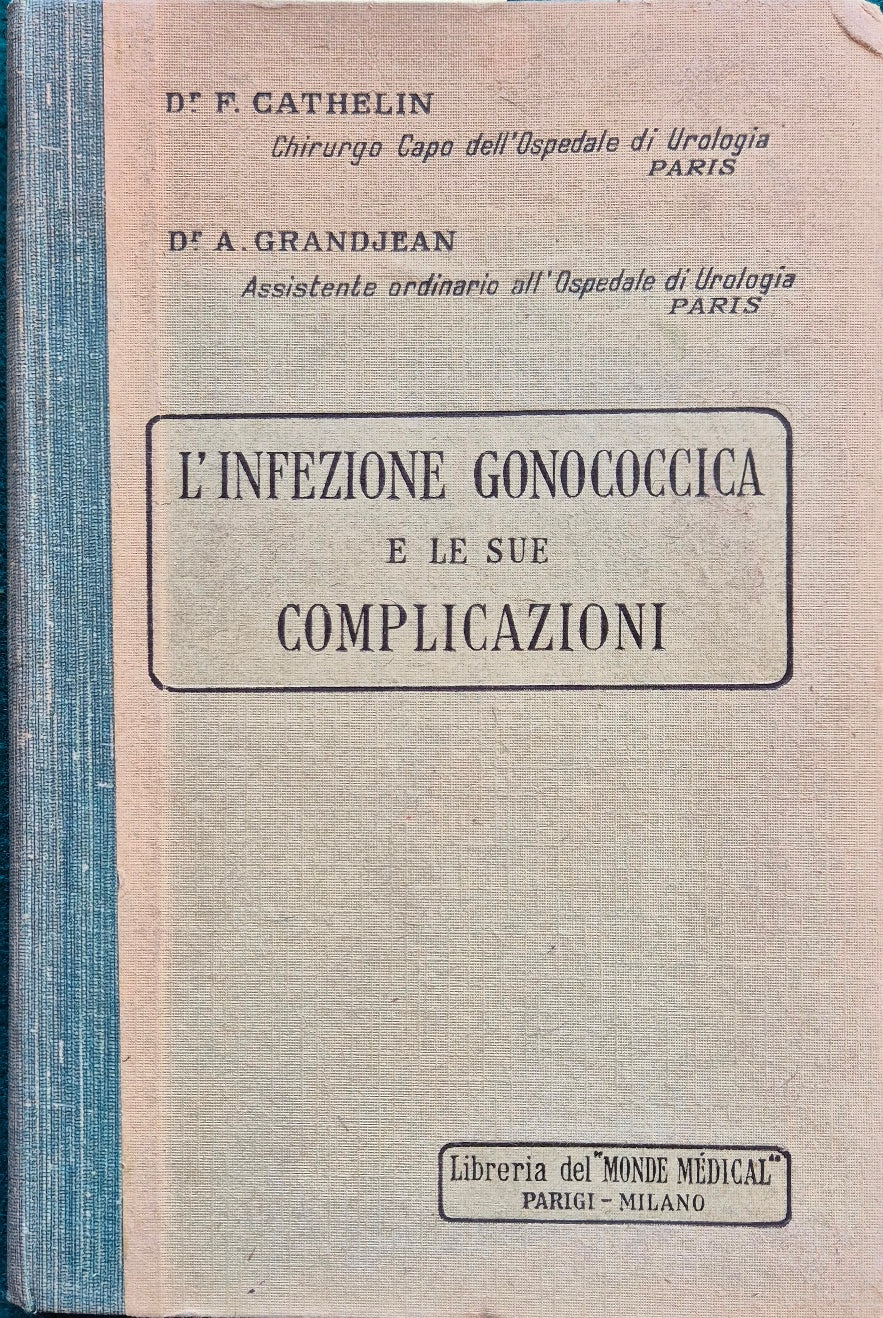 Dr F. CATHELIN
Chirurgo Capo dell'Ospedale di Urologia
PARIS
Dr A. GRANDJEAN
Assistente ordinario all'Ospedale di Urologia
PARIS
L'INFEZIONE GONOCOCCICA
E LE SUE
COMPLICAZIONI
Libreria del "MONDE MÉDICAL"
PARIGI - MILANO